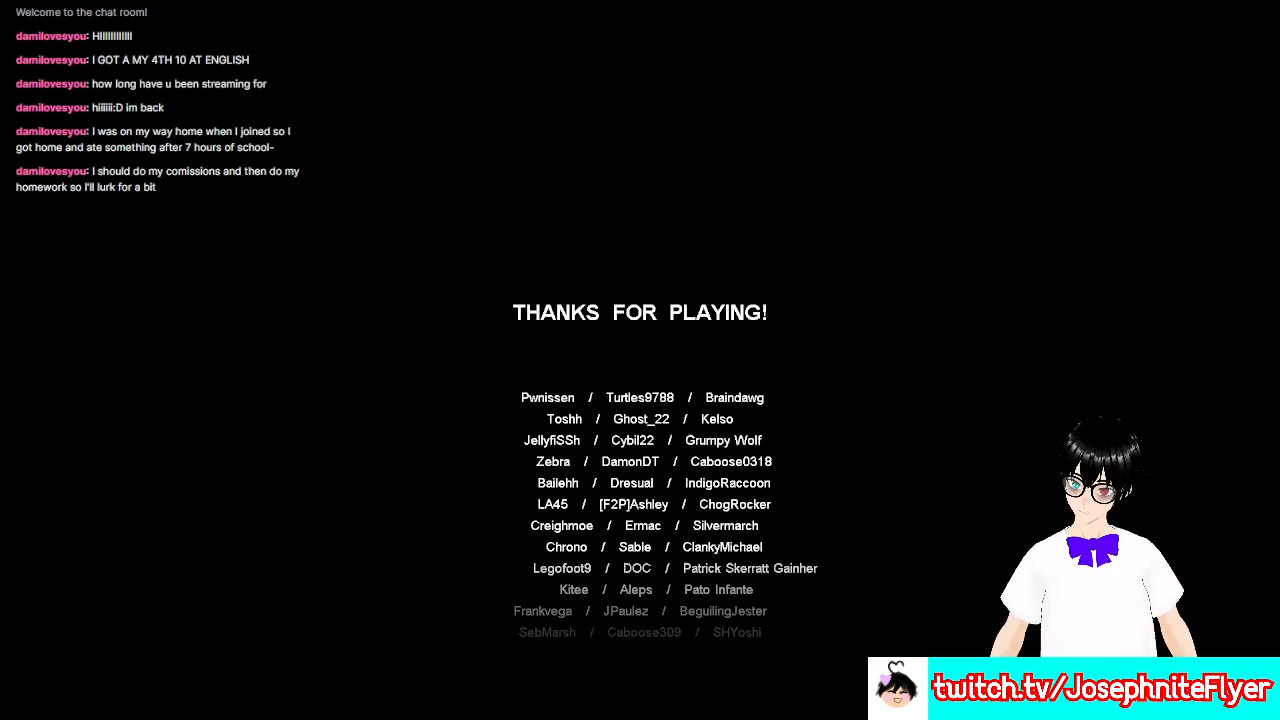 Welcome to the chat room!
damilovesyou: HIIIIIIIIIIII
damilovesyou: I GOT A MY 4TH 10 AT ENGLISH
damilovesyou: how long have u been streaming for
damilovesyou: hiiiiii:D im back
damilovesyou: I was on my way home when I joined so I
got home and ate something after 7 hours of school-
damilovesyou: I should do my comissions and then do my
homework so I'll lurk for a bit
THANKS FOR PLAYING!
Pwnissen / Turtles9788 / Braindawg
Toshh / Ghost_22 / Kelso
JellyfiSSh / Cybil22 / Grumpy Wolf
Zebra / DamonDT / Caboose0318
Bailehh / Dresual / IndigoRaccoon
LA45 / [F2P]Ashley / ChogRocker
Creighmoe / Ermac / Silvermarch
Chrono / Sable / ClankyMichael
Legofoot9 / DOC / Patrick Skerratt Gainher
Kitee / Aleps / Pato Infante
Frankvega / JPaulez / BeguilingJester
SebMarsh / Caboose309 / SHYoshi
twitch.tv/JosephniteFlyer